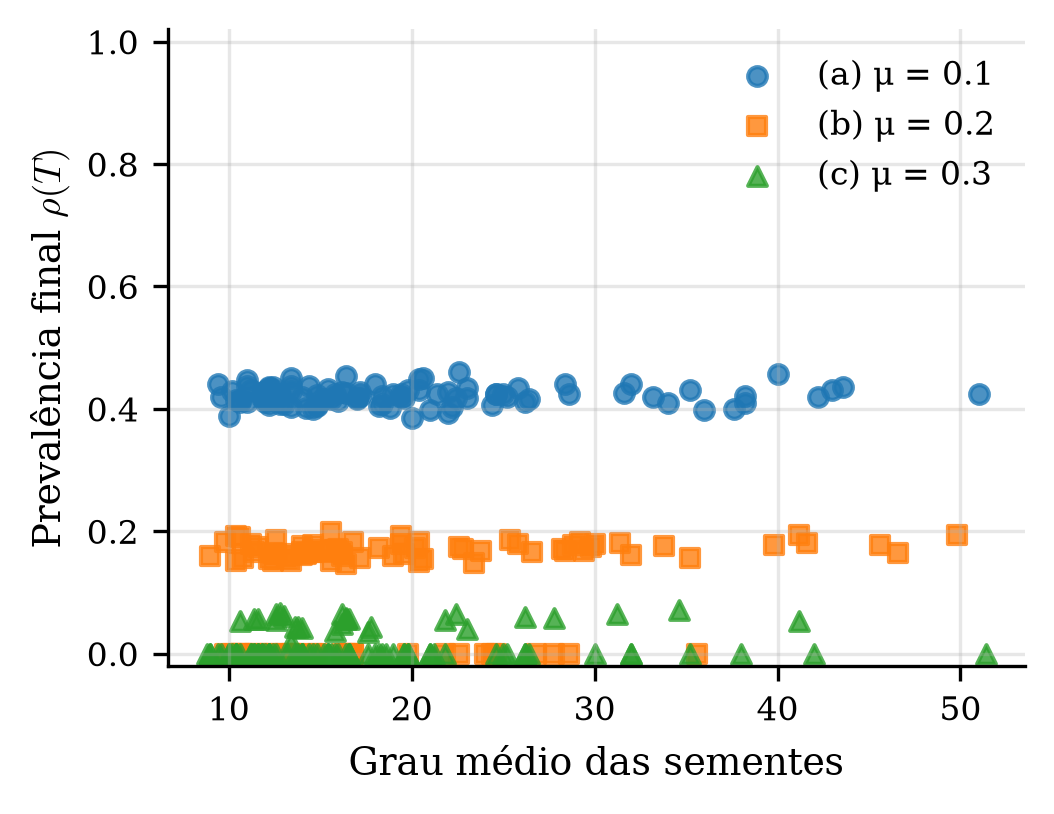 1.0
0.8
0.6
0.4
0.2
0.0
Prevalência final ρ(T)
(a) μ = 0.1
(b) μ = 0.2
(c) μ = 0.3
10 20 30 40 50
Grau médio das sementes